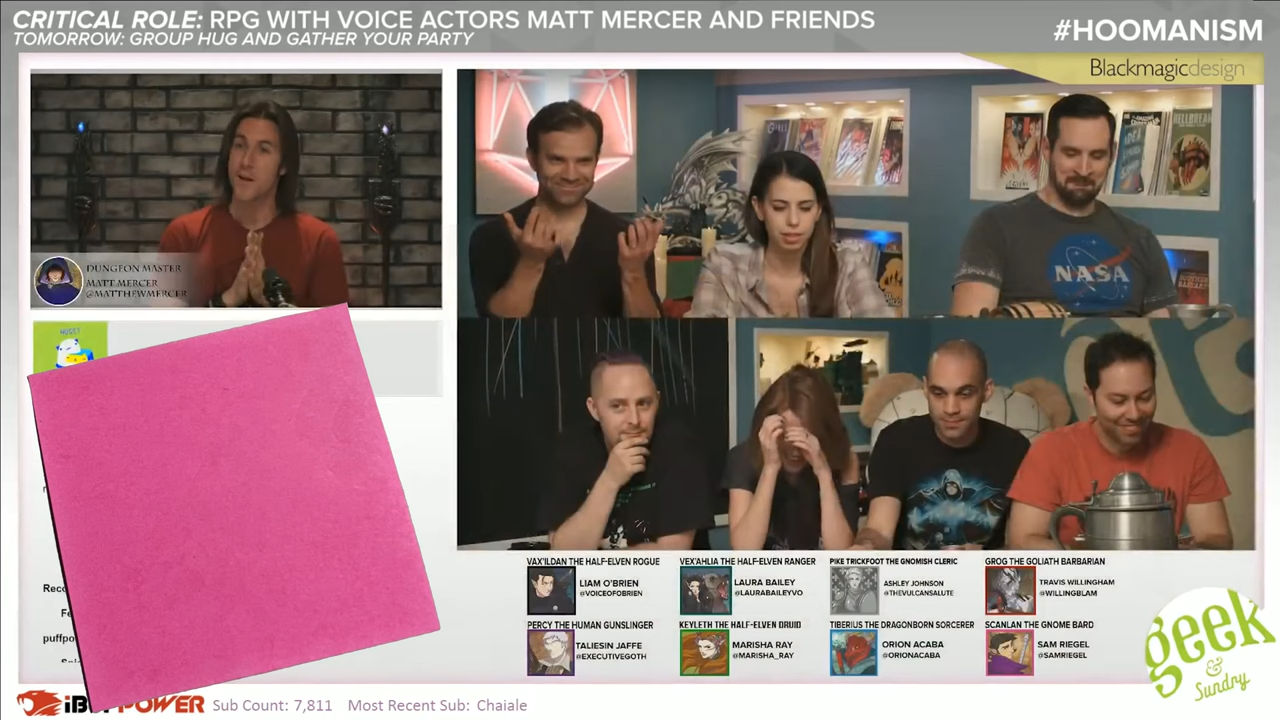 CRITICAL ROLE: RPG WITH VOICE ACTORS MATT MERCER AND FRIENDS
TOMORROW: GROUP HUG AND GATHER YOUR PARTY
#HOOMANISM
Blackmagicdesign
NASA
DUNGEON MASTER
MATT MERCER
@MATTHEWMERCER
VAX'ILDAN THE HALF-ELVEN ROGUE
LIAM O'BRIEN
@VOICEOFOBRIEN
VEX'AHLIA THE HALF-ELVEN RANGER
LAURA BAILEY
@LAURABAILEYVO
PIKE TRICKFOOT THE GNOMISH CLERIC
ASHLEY JOHNSON
@THEVULCANSALUTE
GROG THE GOLIATH BARBARIAN
TRAVIS WILLINGHAM
@WILLINGBLAM
PERCY THE HUMAN GUNSLINGER
TALIESIN JAFFE
@EXECUTIVEGOTH
KEYLETH THE HALF-ELVEN DRUID
MARISHA RAY
@MARISHA_RAY
TIBERIUS THE DRAGONBORN SORCERER
ORION ACABA
@ORIONACABA
SCANLAN THE GNOME BARD
SAM RIEGEL
@SAMRIEGEL
geek
&
Sundry
puffpo
POWER
Sub Count: 7,811 Most Recent Sub: Chaiale